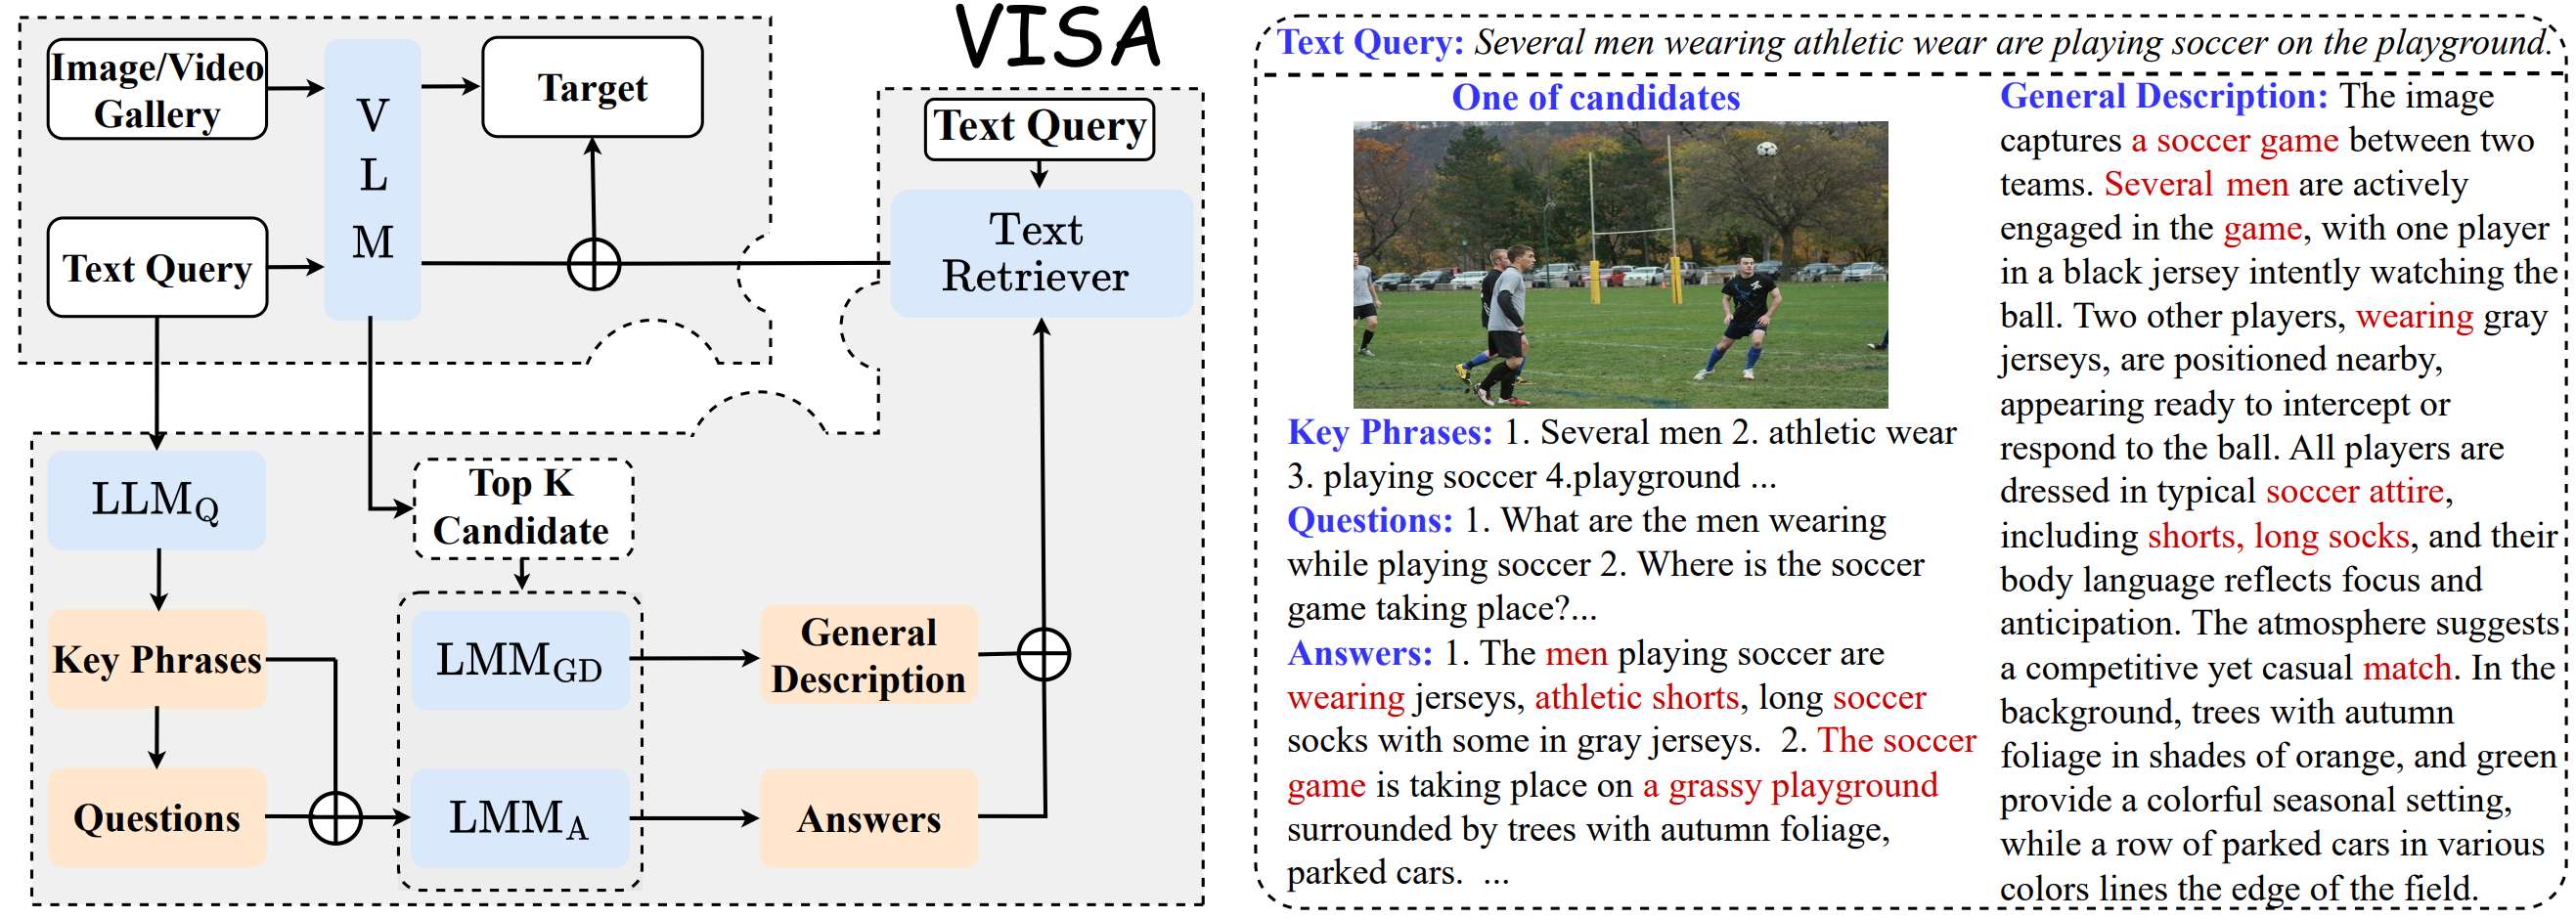 VISA
Image/Video
Gallery
Text Query
V
L
M
Target
Text Query
Text
Retriever
LLM_Q
Top K
Candidate
Key Phrases
Questions
LMM_GD
LMM_A
General
Description
Answers
Text Query: Several men wearing athletic wear are playing soccer on the playground.
One of candidates
Key Phrases: 1. Several men 2. athletic wear
3. playing soccer 4.playground ...
Questions: 1. What are the men wearing
while playing soccer 2. Where is the soccer
game taking place?...
Answers: 1. The men playing soccer are
wearing jerseys, athletic shorts, long soccer
socks with some in gray jerseys. 2. The soccer
game is taking place on a grassy playground
surrounded by trees with autumn foliage,
parked cars. ...
General Description: The image
captures a soccer game between two
teams. Several men are actively
engaged in the game, with one player
in a black jersey intently watching the
ball. Two other players, wearing gray
jerseys, are positioned nearby,
appearing ready to intercept or
respond to the ball. All players are
dressed in typical soccer attire,
including shorts, long socks, and their
body language reflects focus and
anticipation. The atmosphere suggests
a competitive yet casual match. In the
background, trees with autumn
foliage in shades of orange, and green
provide a colorful seasonal setting,
while a row of parked cars in various
colors lines the edge of the field.